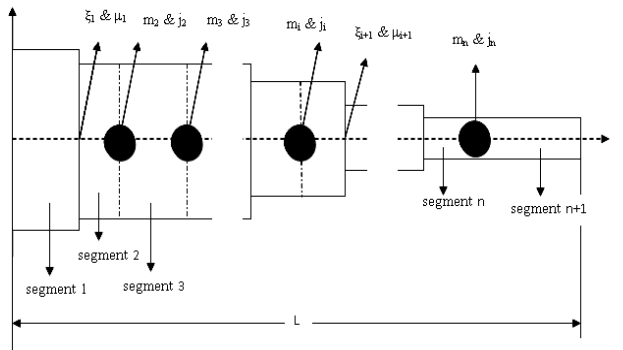 ξ₁ & μ₁
m₂ & j₂
m₃ & j₃
mᵢ & jᵢ
ξᵢ₊₁ & μᵢ₊₁
mₙ & jₙ
segment n
segment n+1
segment 2
segment 3
segment 1
L